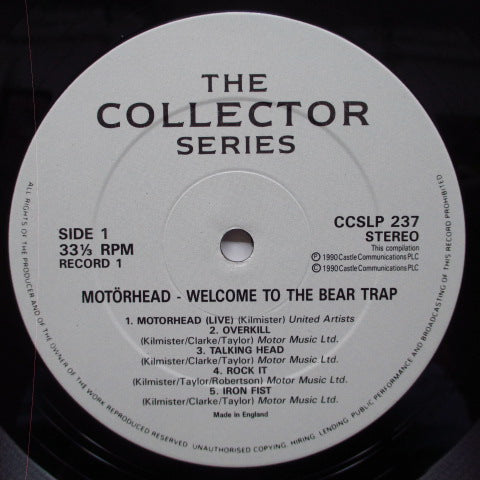 THE
COLLECTOR
SERIES
SIDE 1
33⅓ RPM
RECORD 1
CCSLP 237
STEREO
This compilation
Ⓟ 1990 Castle Communications PLC
© 1990 Castle Communications PLC
MOTÖRHEAD - WELCOME TO THE BEAR TRAP
1. MOTORHEAD (LIVE) (Kilmister) United Artists
2. OVERKILL
(Kilmister/Clarke/Taylor) Motor Music Ltd.
3. TALKING HEAD
(Kilmister/Clarke/Taylor) Motor Music Ltd.
4. ROCK IT
(Kilmister/Taylor/Robertson) Motor Music Ltd.
5. IRON FIST
(Kilmister/Clarke/Taylor) Motor Music Ltd.
Made in England
ALL RIGHTS OF THE PRODUCER AND OF THE OWNER OF THE WORK REPRODUCED RESERVED. UNAUTHORISED COPYING, HIRING, LENDING, PUBLIC PERFORMANCE AND BROADCASTING OF THIS RECORD PROHIBITED.